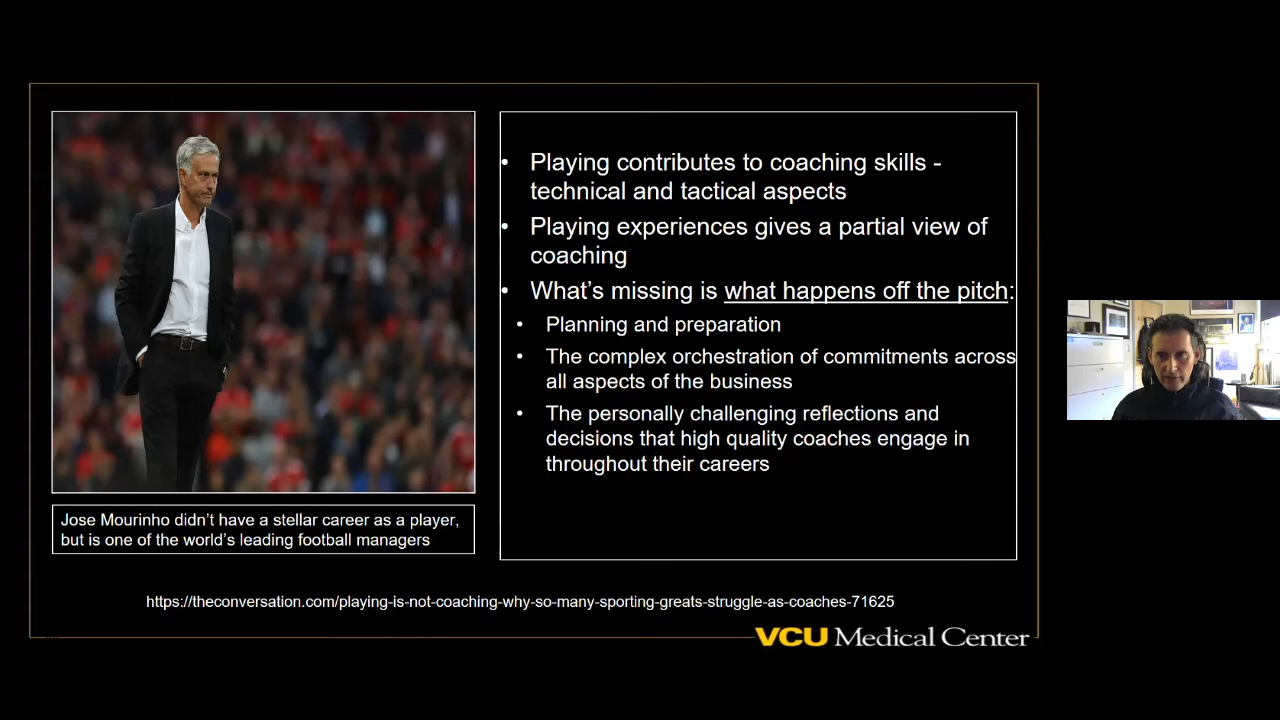 Playing contributes to coaching skills -
technical and tactical aspects
Playing experiences gives a partial view of
coaching
What's missing is what happens off the pitch:
Planning and preparation
The complex orchestration of commitments across
all aspects of the business
The personally challenging reflections and
decisions that high quality coaches engage in
throughout their careers
Jose Mourinho didn't have a stellar career as a player,
but is one of the world's leading football managers
https://theconversation.com/playing-is-not-coaching-why-so-many-sporting-greats-struggle-as-coaches-71625
VCU Medical Center